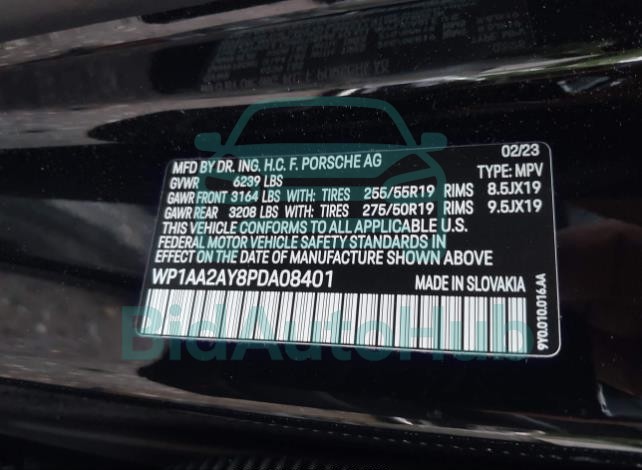 02/23
MFD BY DR. ING. H.C. F. PORSCHE AG
GVWR 6239 LBS TYPE: MPV
GAWR FRONT 3164 LBS WITH: TIRES 255/55R19 RIMS 8.5JX19
GAWR REAR 3208 LBS WITH: TIRES 275/50R19 RIMS 9.5JX19
THIS VEHICLE CONFORMS TO ALL APPLICABLE U.S.
FEDERAL MOTOR VEHICLE SAFETY STANDARDS IN
EFFECT ON THE DATE OF MANUFACTURE SHOWN ABOVE
WP1AA2AY8PDA08401 MADE IN SLOVAKIA
9Y0.010.016.AA
BidAutoHub